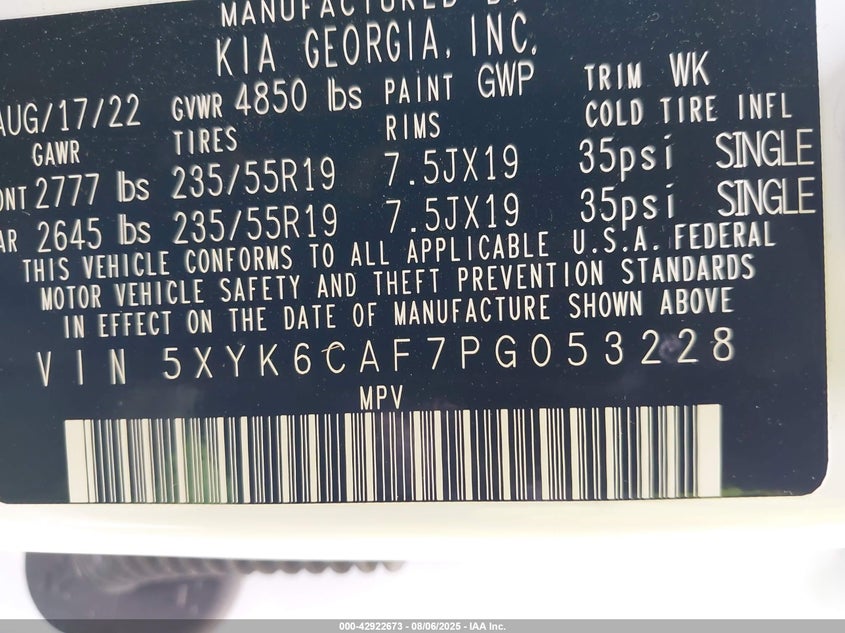 MANUFACTURED BY
KIA GEORGIA, INC.
AUG/17/22 GVWR 4850 lbs PAINT GWP TRIM WK
GAWR TIRES RIMS COLD TIRE INFL
2777 lbs 235/55R19 7.5JX19 35psi SINGLE
2645 lbs 235/55R19 7.5JX19 35psi SINGLE
THIS VEHICLE CONFORMS TO ALL APPLICABLE U.S.A. FEDERAL
MOTOR VEHICLE SAFETY AND THEFT PREVENTION STANDARDS
IN EFFECT ON THE DATE OF MANUFACTURE SHOWN ABOVE
VIN 5XYK6CAF7PG053228
MPV
000-42922673 - 08/06/2025 - IAA Inc.